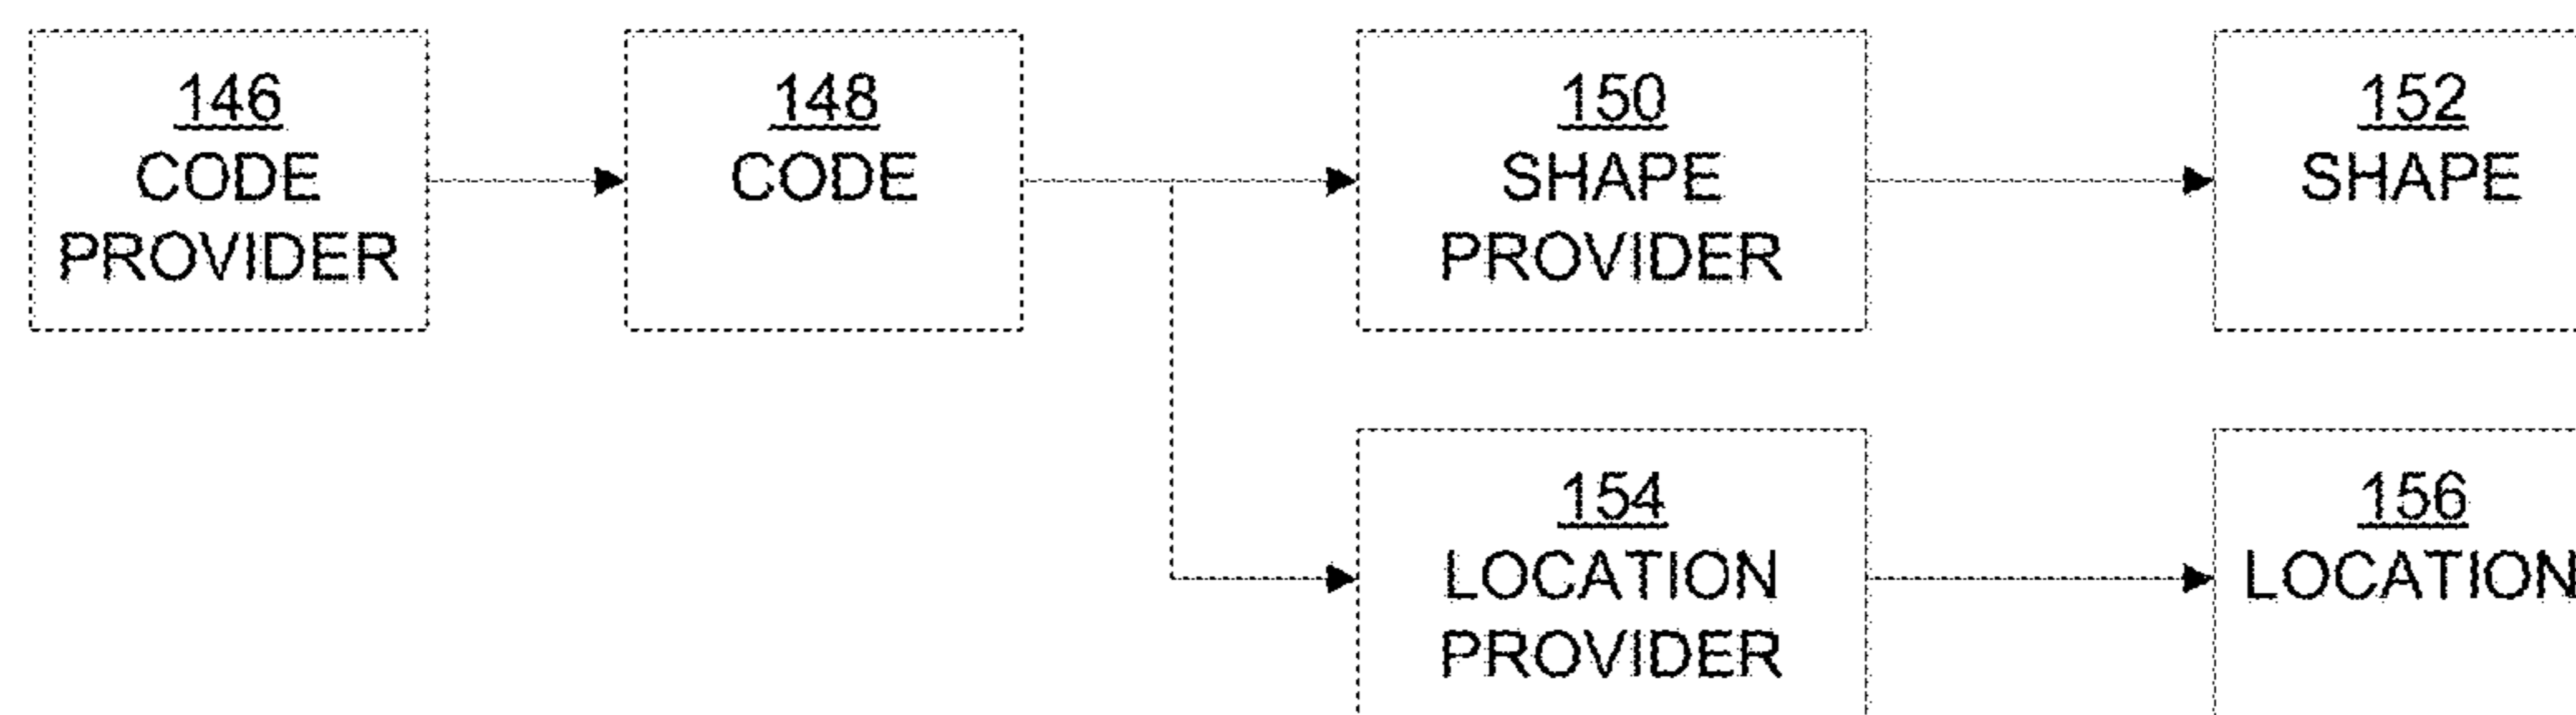 146
CODE
PROVIDER
148
CODE
150
SHAPE
PROVIDER
152
SHAPE
154
LOCATION
PROVIDER
156
LOCATION